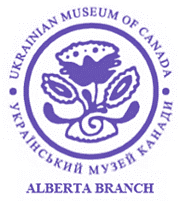 • UKRAINIAN MUSEUM OF CANADA •
УКРАЇНСЬКИЙ МУЗЕЙ КАНАДИ
ALBERTA BRANCH